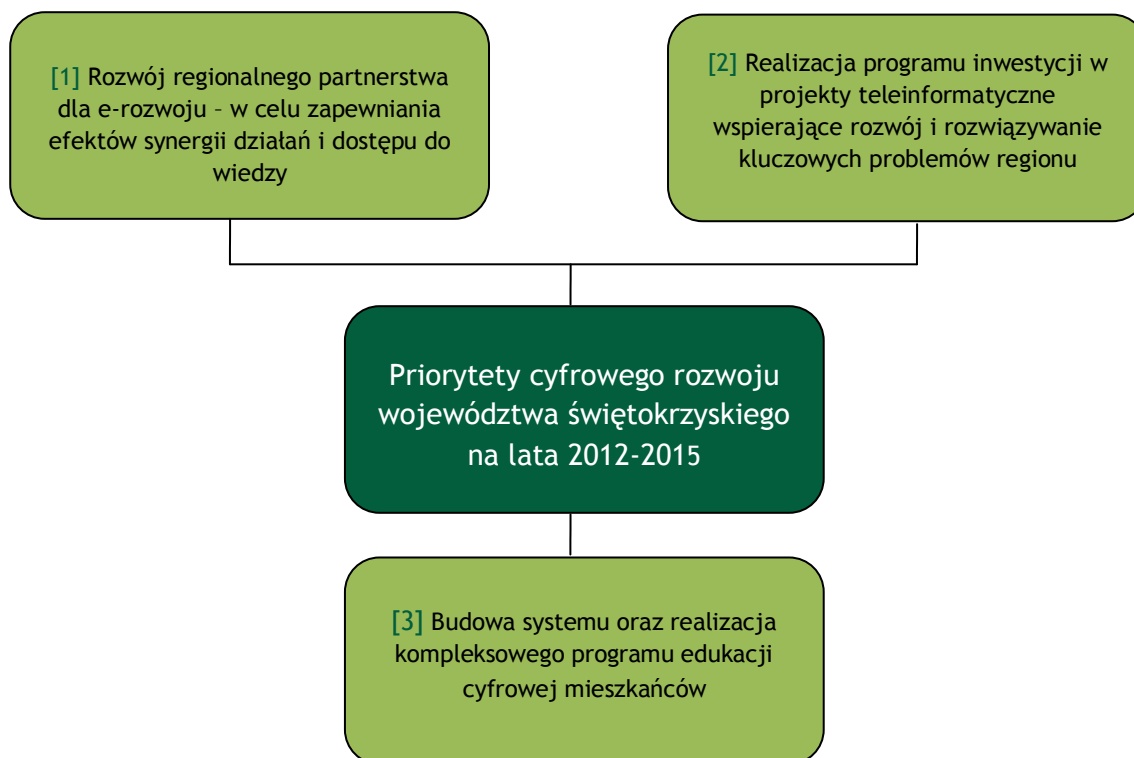 [1] Rozwój regionalnego partnerstwa
dla e-rozwoju – w celu zapewniania
efektów synergii działań i dostępu do
wiedzy
[2] Realizacja programu inwestycji w
projekty teleinformatyczne
wspierające rozwój i rozwiązywanie
kluczowych problemów regionu
Priorytety cyfrowego rozwoju
województwa świętokrzyskiego
na lata 2012-2015
[3] Budowa systemu oraz realizacja
kompleksowego programu edukacji
cyfrowej mieszkańców